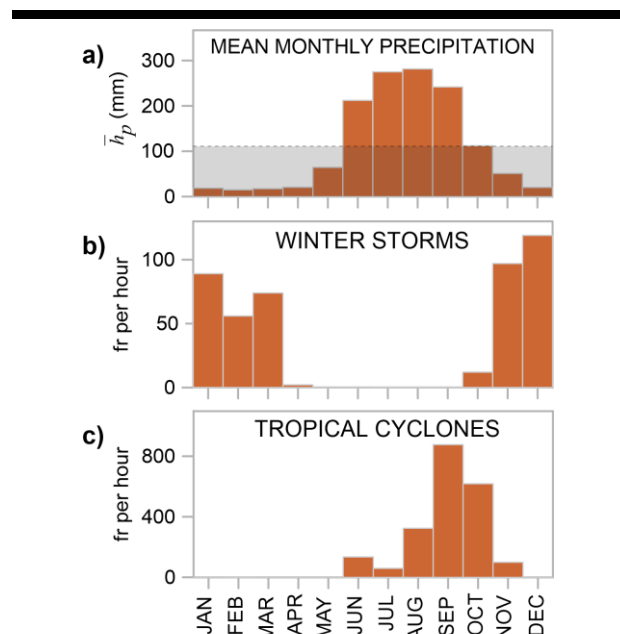 a)
MEAN MONTHLY PRECIPITATION
h̅p (mm)
300
200
100
0
b)
WINTER STORMS
fr per hour
100
50
0
c)
TROPICAL CYCLONES
fr per hour
800
400
0
JAN
FEB
MAR
APR
MAY
JUN
JUL
AUG
SEP
OCT
NOV
DEC